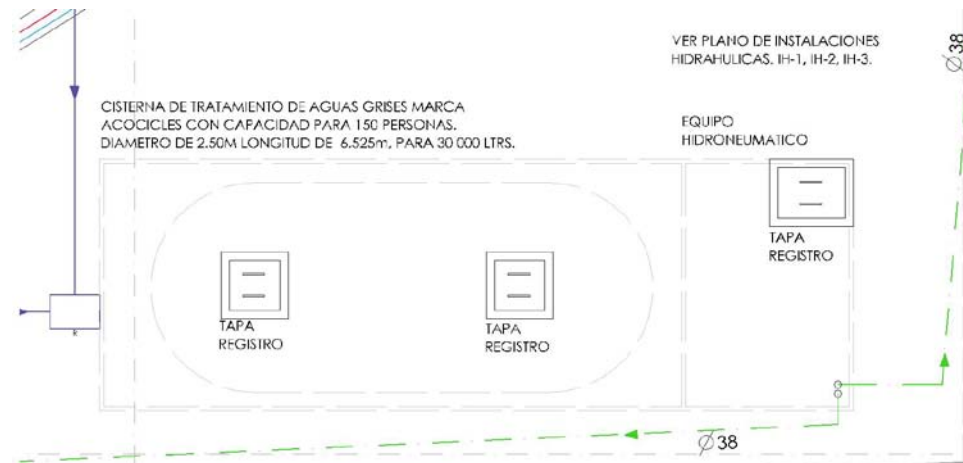 VER PLANO DE INSTALACIONES
HIDRAHULICAS. IH-1, IH-2, IH-3.
Ø38
CISTERNA DE TRATAMIENTO DE AGUAS GRISES MARCA
ACOCICLES CON CAPACIDAD PARA 150 PERSONAS.
DIAMETRO DE 2.50M LONGITUD DE 6.525m, PARA 30 000 LTRS.
EQUIPO
HIDRONEUMATICO
TAPA
REGISTRO
TAPA
REGISTRO
TAPA
REGISTRO
R
Ø38